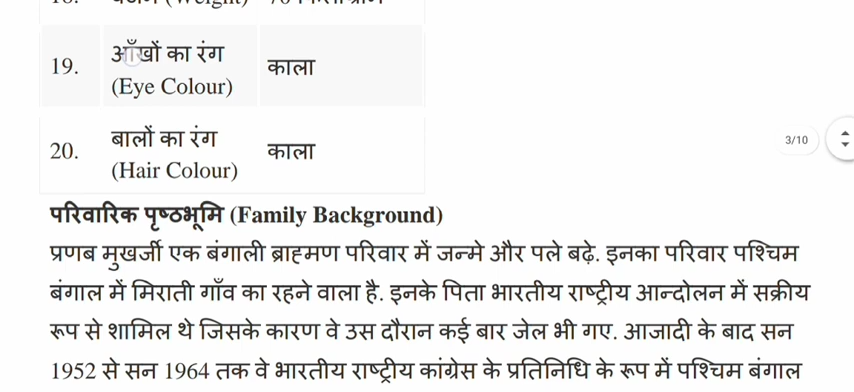 19.
आँखों का रंग
(Eye Colour)
काला
20.
बालों का रंग
(Hair Colour)
काला
3/10
परिवारिक पृष्ठभूमि (Family Background)
प्रणब मुखर्जी एक बंगाली ब्राह्मण परिवार में जन्मे और पले बढ़े. इनका परिवार पश्चिम
बंगाल में मिराती गाँव का रहने वाला है. इनके पिता भारतीय राष्ट्रीय आन्दोलन में सक्रीय
रूप से शामिल थे जिसके कारण वे उस दौरान कई बार जेल भी गए. आजादी के बाद सन
1952 से सन 1964 तक वे भारतीय राष्ट्रीय कांग्रेस के प्रतिनिधि के रूप में पश्चिम बंगाल